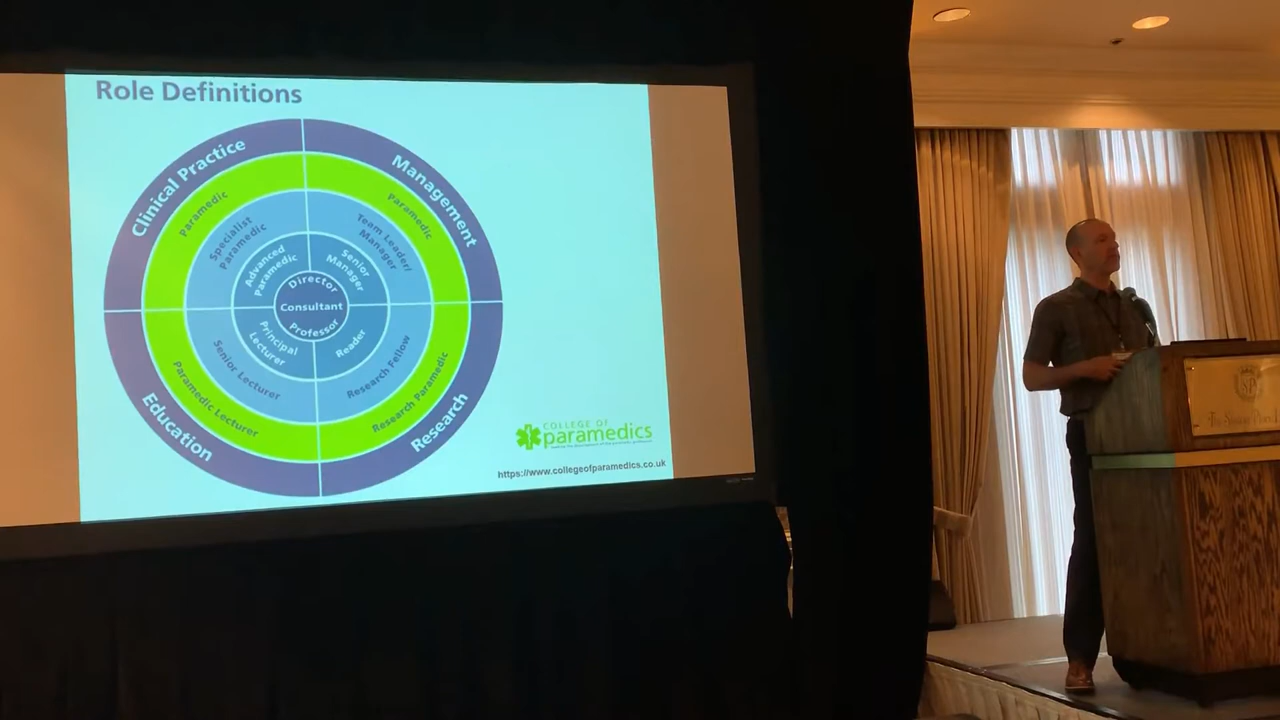 Role Definitions
Clinical Practice
Management
Paramedic
Paramedic
Specialist
Paramedic
Team Leader/
Manager
Advanced
Paramedic
Senior
Manager
Director
Consultant
Professor
Principal
Lecturer
Reader
Senior Lecturer
Research Fellow
Paramedic Lecturer
Research Paramedic
Education
Research
COLLEGE OF
paramedics
https://www.collegeofparamedics.co.uk